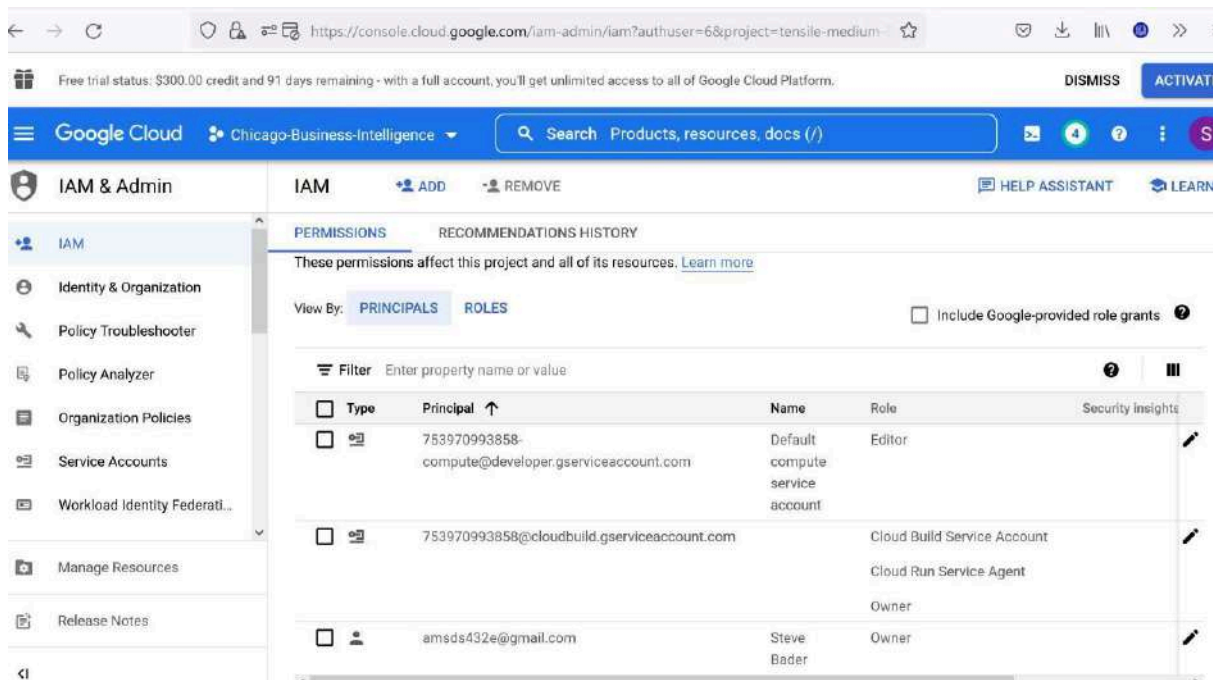 https://console.cloud.google.com/iam-admin/iam?authuser=6&project=tensile-medium-
Free trial status: $300.00 credit and 91 days remaining - with a full account, you'll get unlimited access to all of Google Cloud Platform.
DISMISS
ACTIVAT
Google Cloud
Chicago-Business-Intelligence
Search Products, resources, docs (/)
4
S
IAM & Admin
IAM
ADD
REMOVE
HELP ASSISTANT
LEARN
IAM
Identity & Organization
Policy Troubleshooter
Policy Analyzer
Organization Policies
Service Accounts
Workload Identity Federati...
Manage Resources
Release Notes
PERMISSIONS
RECOMMENDATIONS HISTORY
These permissions affect this project and all of its resources. Learn more
View By: PRINCIPALS ROLES
Include Google-provided role grants
Filter Enter property name or value
Type Principal Name Role Security insights
753970993858-
compute@developer.gserviceaccount.com
Default
compute
service
account
Editor
753970993858@cloudbuild.gserviceaccount.com
Cloud Build Service Account
Cloud Run Service Agent
Owner
amsds432e@gmail.com
Steve
Bader
Owner